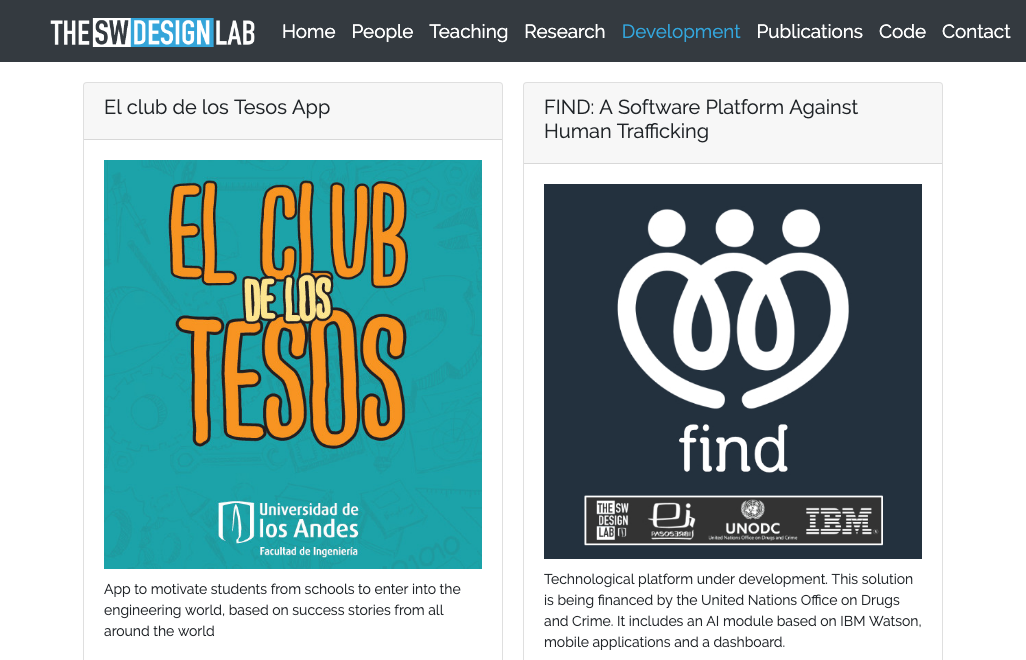 THE SW DESIGN LAB
Home People Teaching Research Development Publications Code Contact
El club de los Tesos App
EL CLUB
DE LOS
TESOS
Universidad de
los Andes
Facultad de Ingeniería
App to motivate students from schools to enter into the
engineering world, based on success stories from all
around the world
FIND: A Software Platform Against
Human Trafficking
find
THE SW
DESIGN
LAB
PASOS LIBRES
UNODC
United Nations Office on Drugs and Crime
IBM
Technological platform under development. This solution
is being financed by the United Nations Office on Drugs
and Crime. It includes an AI module based on IBM Watson,
mobile applications and a dashboard.